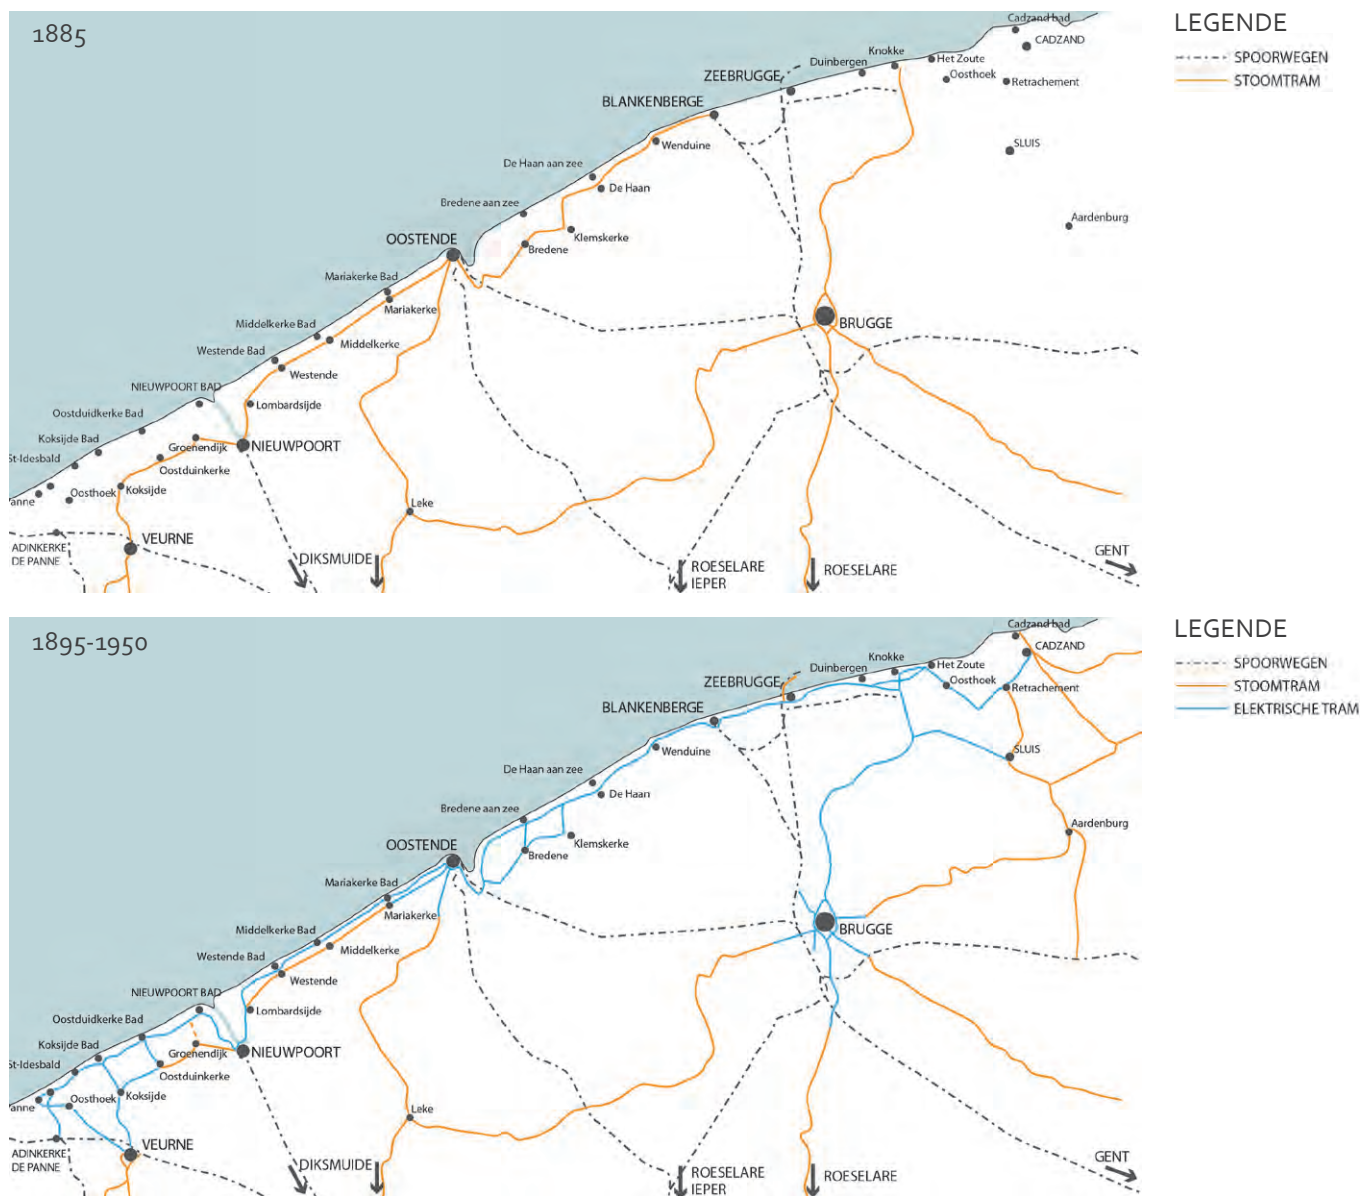 1885
LEGENDE
SPOORWEGEN
STOOMTRAM
Cadzand bad
CADZAND
Knokke
Het Zoute
Duinbergen
Oosthoek
Retrachement
ZEEBRUGGE
BLANKENBERGE
Wenduine
SLUIS
De Haan aan zee
De Haan
Bredene aan zee
Aardenburg
Klemskerke
OOSTENDE
Bredene
Mariakerke Bad
Mariakerke
Middelkerke Bad
BRUGGE
Middelkerke
Westende Bad
Westende
NIEUWPOORT BAD
Lombardsijde
Oostduidkerke Bad
Koksijde Bad
Groenendijk
NIEUWPOORT
St-Idesbald
Oostduinkerke
Oosthoek
Koksijde
anne
Leke
VEURNE
ADINKERKE
DE PANNE
DIKSMUIDE
ROESELARE
IEPER
ROESELARE
GENT
1895-1950
LEGENDE
SPOORWEGEN
STOOMTRAM
ELEKTRISCHE TRAM
Cadzand bad
CADZAND
Knokke
Het Zoute
Duinbergen
Oosthoek
Retrachement
ZEEBRUGGE
BLANKENBERGE
Wenduine
SLUIS
De Haan aan zee
De Haan
Bredene aan zee
Aardenburg
Klemskerke
OOSTENDE
Bredene
Mariakerke Bad
Mariakerke
Middelkerke Bad
BRUGGE
Middelkerke
Westende Bad
Westende
NIEUWPOORT BAD
Lombardsijde
Oostduidkerke Bad
Koksijde Bad
Groenendijk
NIEUWPOORT
St-Idesbald
Oostduinkerke
Oosthoek
Koksijde
anne
Leke
VEURNE
ADINKERKE
DE PANNE
DIKSMUIDE
ROESELARE
IEPER
ROESELARE
GENT